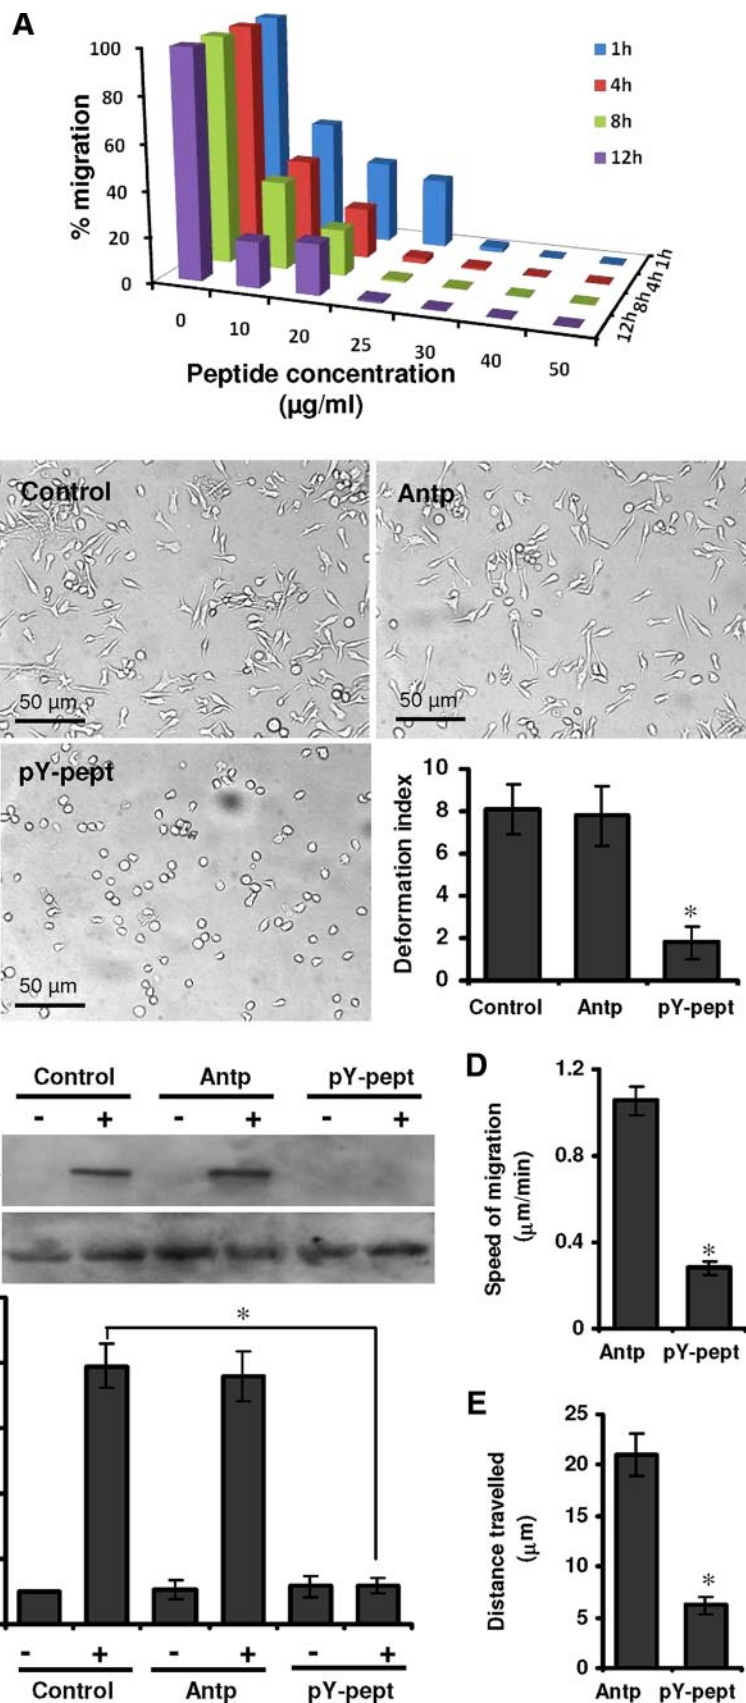 A
100
80
60
40
20
0
% migration
1h
4h
8h
12h
0 10 20 25 30 40 50
12h 8h 4h 1h
Peptide concentration
(µg/ml)
Control
50 µm
Antp
50 µm
pY-pept
50 µm
Deformation index
10
8
6
4
2
0
*
Control Antp pY-pept
Control Antp pY-pept
- + - + - +
*
- + - + - +
Control Antp pY-pept
D
Speed of migration
(µm/min)
1.2
0.8
0.4
0
*
Antp pY-pept
E
Distance travelled
(µm)
25
20
15
10
5
0
*
Antp pY-pept